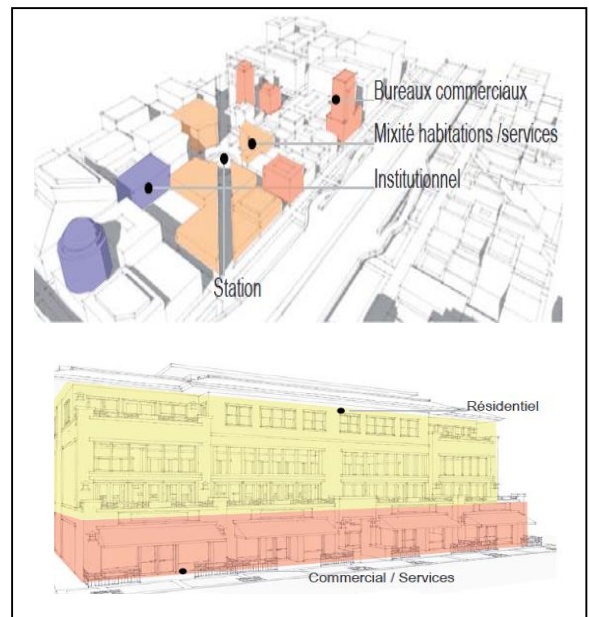 Bureaux commerciaux
Mixité habitations /services
Institutionnel
Station
Résidentiel
Commercial / Services